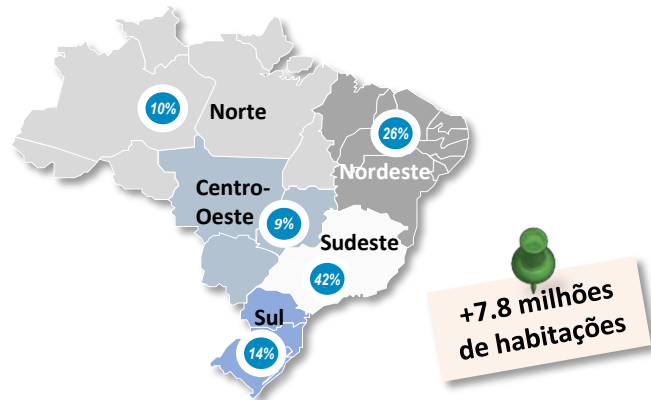 10%
Norte
26%
Nordeste
Centro-
Oeste
9%
Sudeste
42%
Sul
14%
+7.8 milhões
de habitações